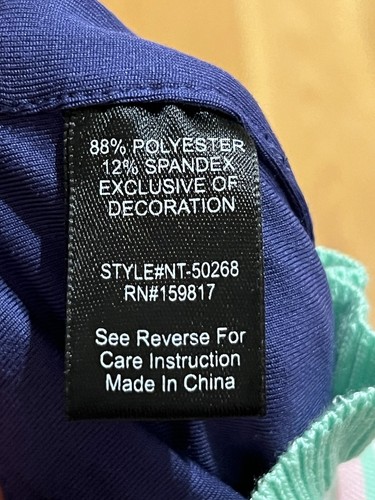 88% POLYESTER
12% SPANDEX
EXCLUSIVE OF
DECORATION
STYLE#NT-50268
RN#159817
See Reverse For
Care Instruction
Made In China